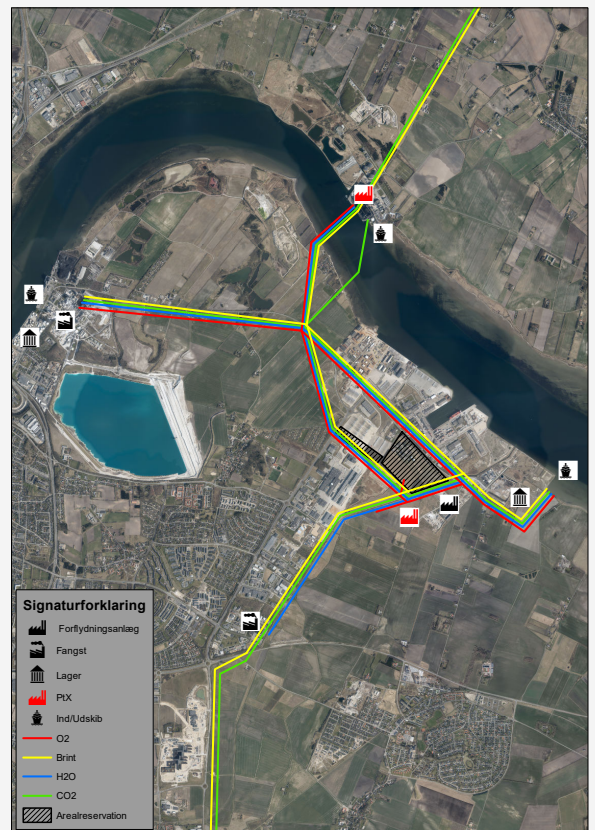 Signaturforklaring
Forflydningsanlæg
Fangst
Lager
PtX
Ind/Udskib
O2
Brint
H2O
CO2
Arealreservation